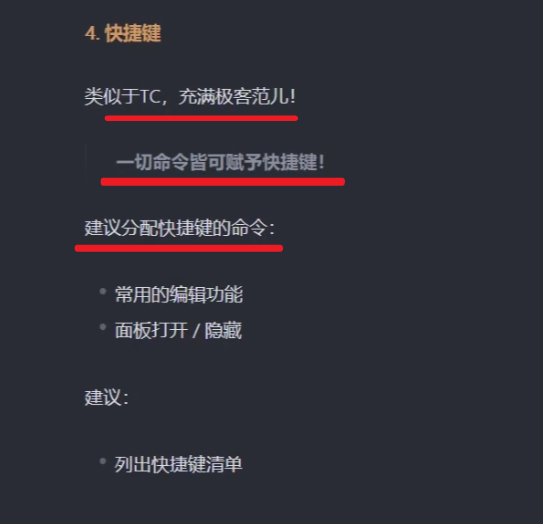 4. 快捷键
类似于TC，充满极客范儿！
一切命令皆可赋予快捷键！
建议分配快捷键的命令：
常用的编辑功能
面板打开 / 隐藏
建议：
列出快捷键清单